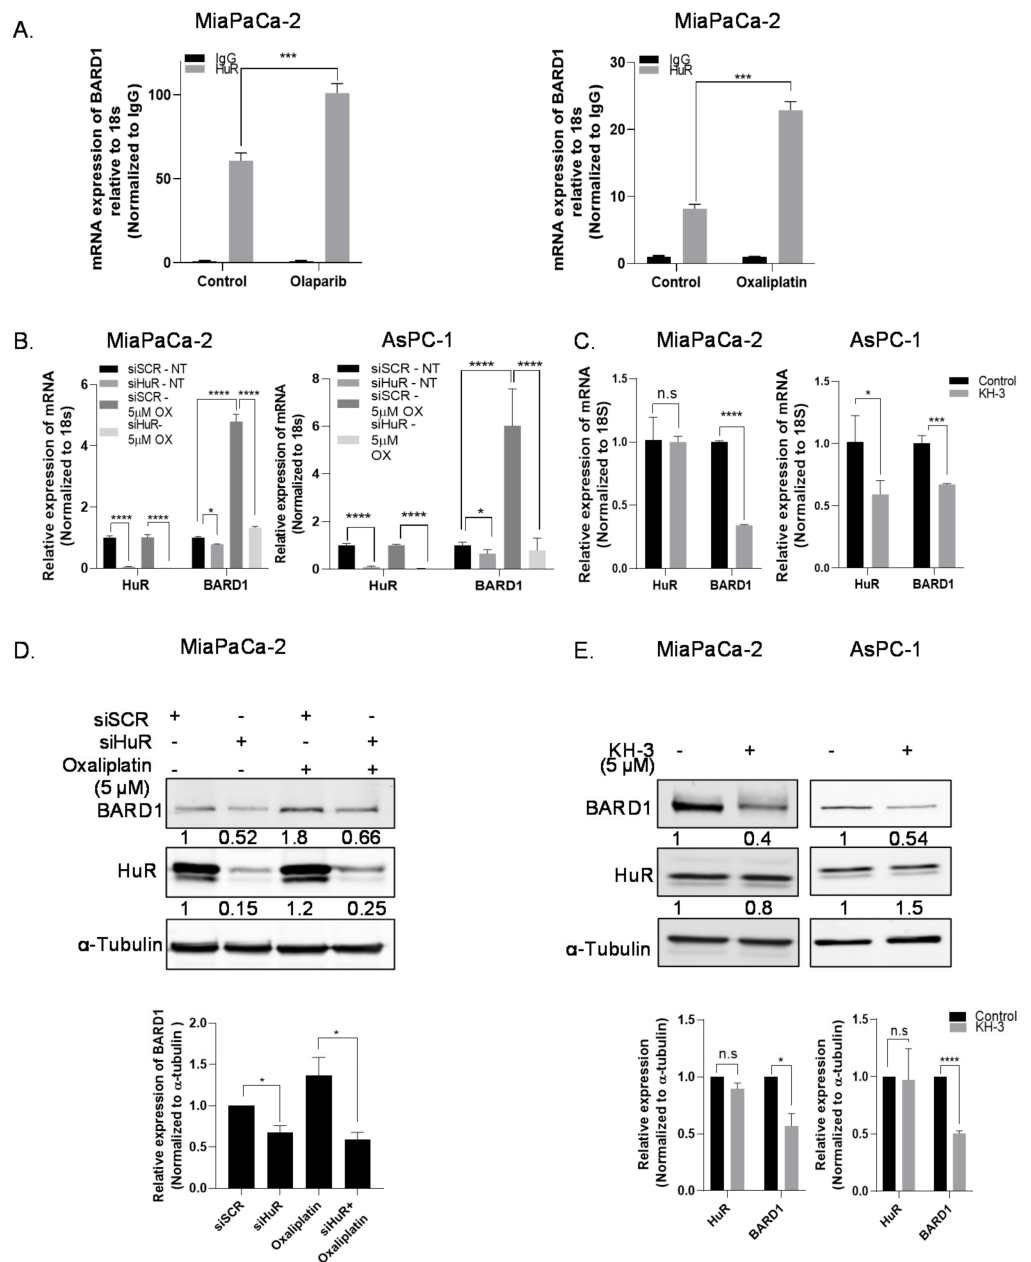 A.
MiaPaCa-2
IgG
HuR
***
mRNA expression of BARD1
relative to 18s
(Normalized to IgG)
100
50
0
Control
Olaparib
MiaPaCa-2
IgG
HuR
***
mRNA expression of BARD1
relative to 18s
(Normalized to IgG)
30
20
10
0
Control
Oxaliplatin
B.
MiaPaCa-2
siSCR - NT
siHuR - NT
siSCR -
5µM OX
siHuR-
5µM OX
Relative expression of mRNA
(Normalized to 18s)
6
4
2
0
****
****
****
****
*
HuR
BARD1
AsPC-1
siSCR - NT
siHuR - NT
siSCR -
5µM OX
siHuR -
5µM
OX
Relative expression of mRNA
(Normalized to 18s)
8
6
4
2
0
****
****
****
****
*
HuR
BARD1
C.
MiaPaCa-2
Relative expression of mRNA
(Normalized to 18S)
1.5
1.0
0.5
0.0
n.s
****
HuR
BARD1
AsPC-1
Control
KH-3
Relative expression of mRNA
(Normalized to 18S)
1.5
1.0
0.5
0.0
*
***
HuR
BARD1
D.
MiaPaCa-2
siSCR + - + -
siHuR - + - +
Oxaliplatin - - + +
(5 µM)
BARD1
1 0.52 1.8 0.66
HuR
1 0.15 1.2 0.25
α-Tubulin
Relative expression of BARD1
(Normalized to α-tubulin )
2.0
1.5
1.0
0.5
0.0
*
*
siSCR
siHuR
Oxaliplatin
siHuR+
Oxaliplatin
E.
MiaPaCa-2
AsPC-1
KH-3 - + - +
(5 µM)
BARD1
1 0.4 1 0.54
HuR
1 0.8 1 1.5
α-Tubulin
Relative expression
(Normalized to α-tubulin)
1.5
1.0
0.5
0.0
n.s
*
HuR
BARD1
Control
KH-3
Relative expression
(Normalized to α-tubulin)
1.5
1.0
0.5
0.0
n.s
****
HuR
BARD1